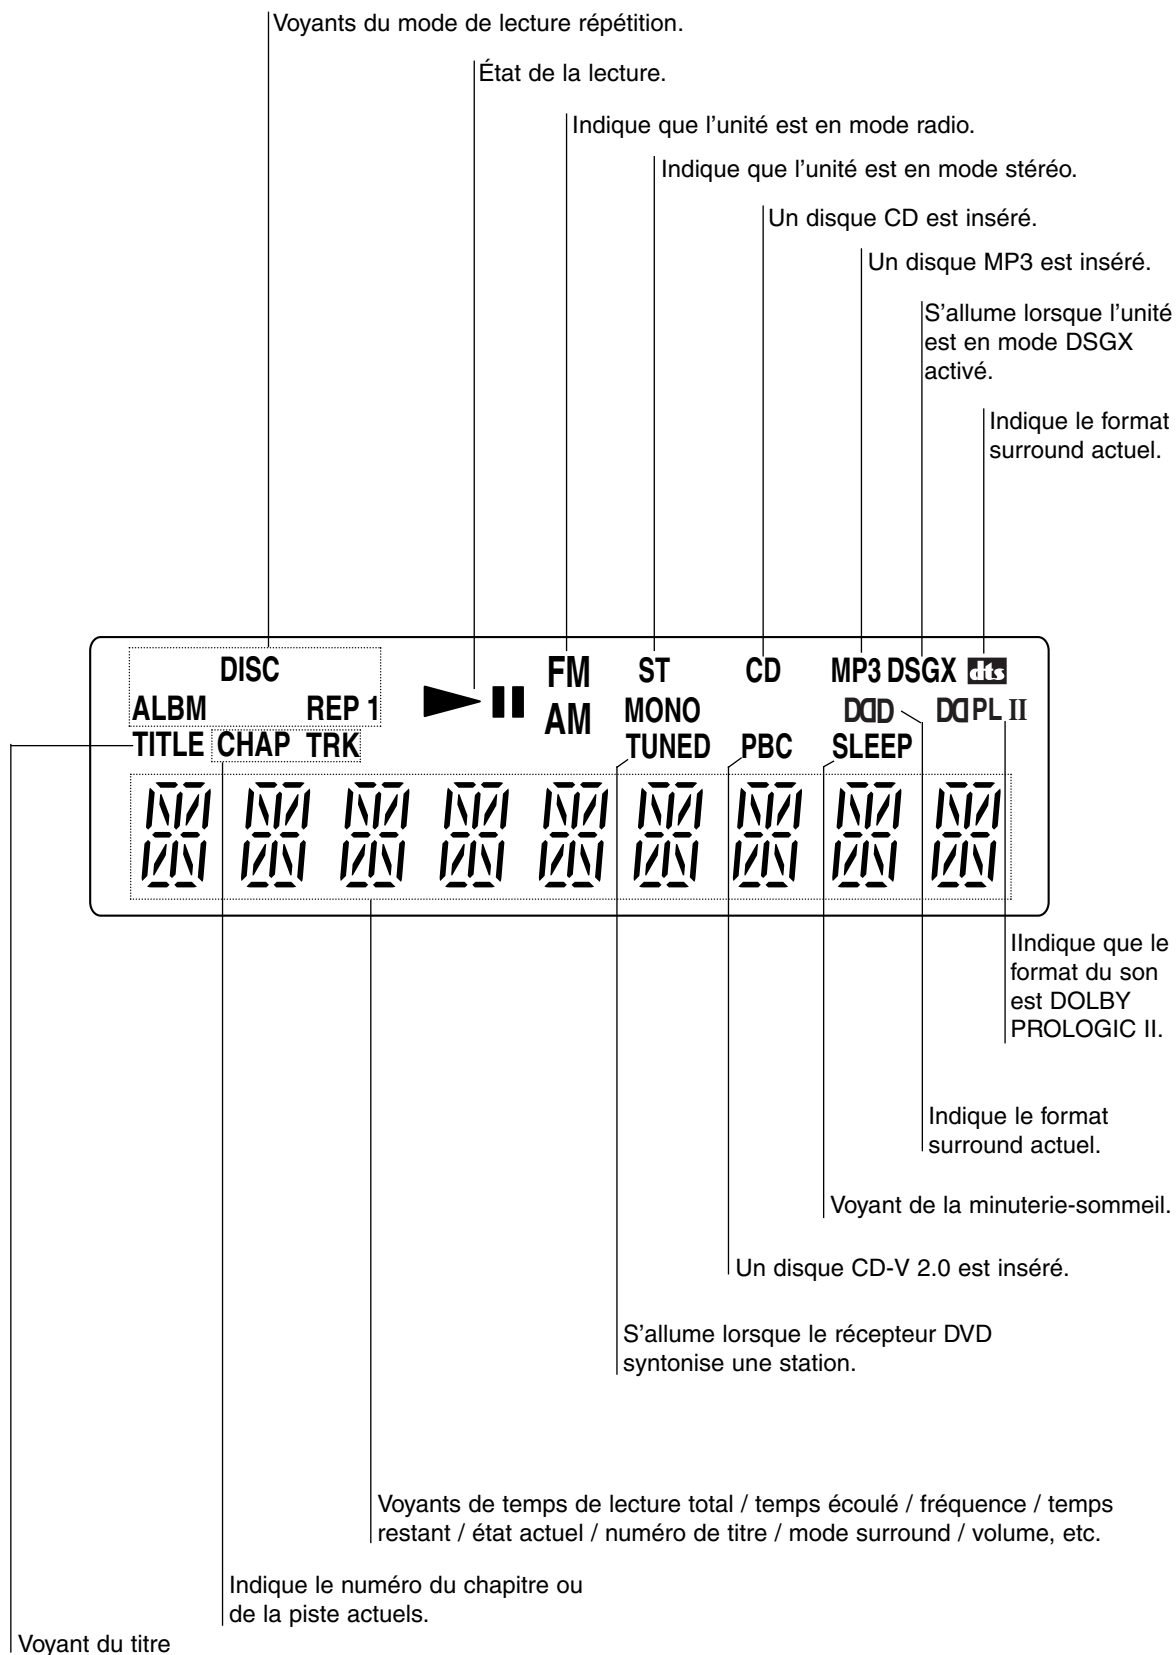 Voyants du mode de lecture répétition.
État de la lecture.
Indique que l'unité est en mode radio.
Indique que l'unité est en mode stéréo.
Un disque CD est inséré.
Un disque MP3 est inséré.
S'allume lorsque l'unité
est en mode DSGX
activé.
Indique le format
surround actuel.
DISC FM ST CD MP3 DSGX dts
ALBM REP 1 AM MONO D PL II
TITLE CHAP TRK TUNED PBC SLEEP
IIndique que le
format du son
est DOLBY
PROLOGIC II.
Indique le format
surround actuel.
Voyant de la minuterie-sommeil.
Un disque CD-V 2.0 est inséré.
S'allume lorsque le récepteur DVD
syntonise une station.
Voyants de temps de lecture total / temps écoulé / fréquence / temps
restant / état actuel / numéro de titre / mode surround / volume, etc.
Indique le numéro du chapitre ou
de la piste actuels.
Voyant du titre